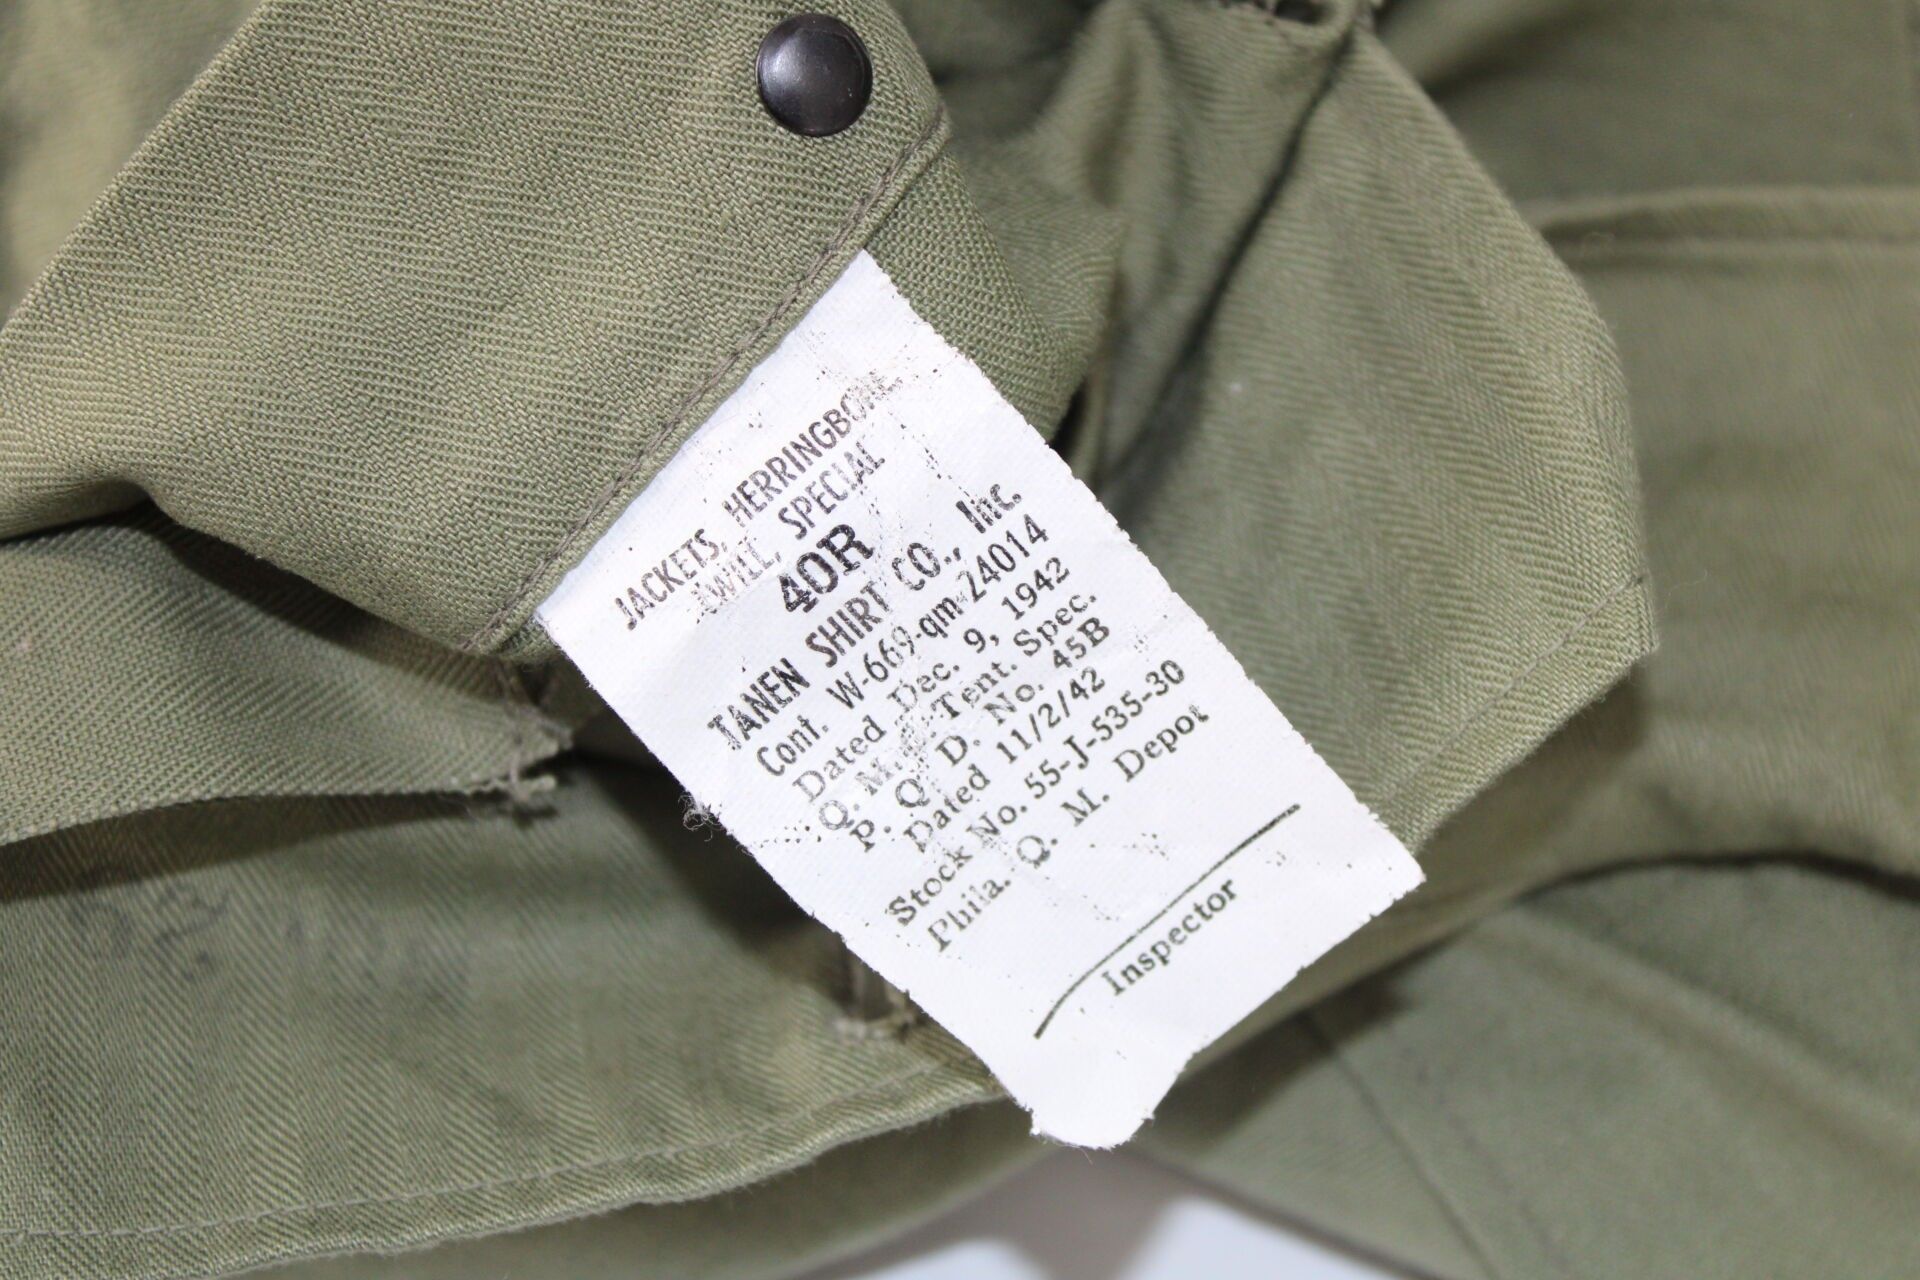 JACKETS, HERRINGBONE
TWILL, SPECIAL
40R
TANEN SHIRT CO., Inc.
Cont. W-669-qm-24014
Dated Dec. 9, 1942
Q. M. Tent. Spec.
P. Q. D. No. 45B
Dated 11/2/42
Stock No. 55-J-535-30
Phila. Q. M. Depot
Inspector